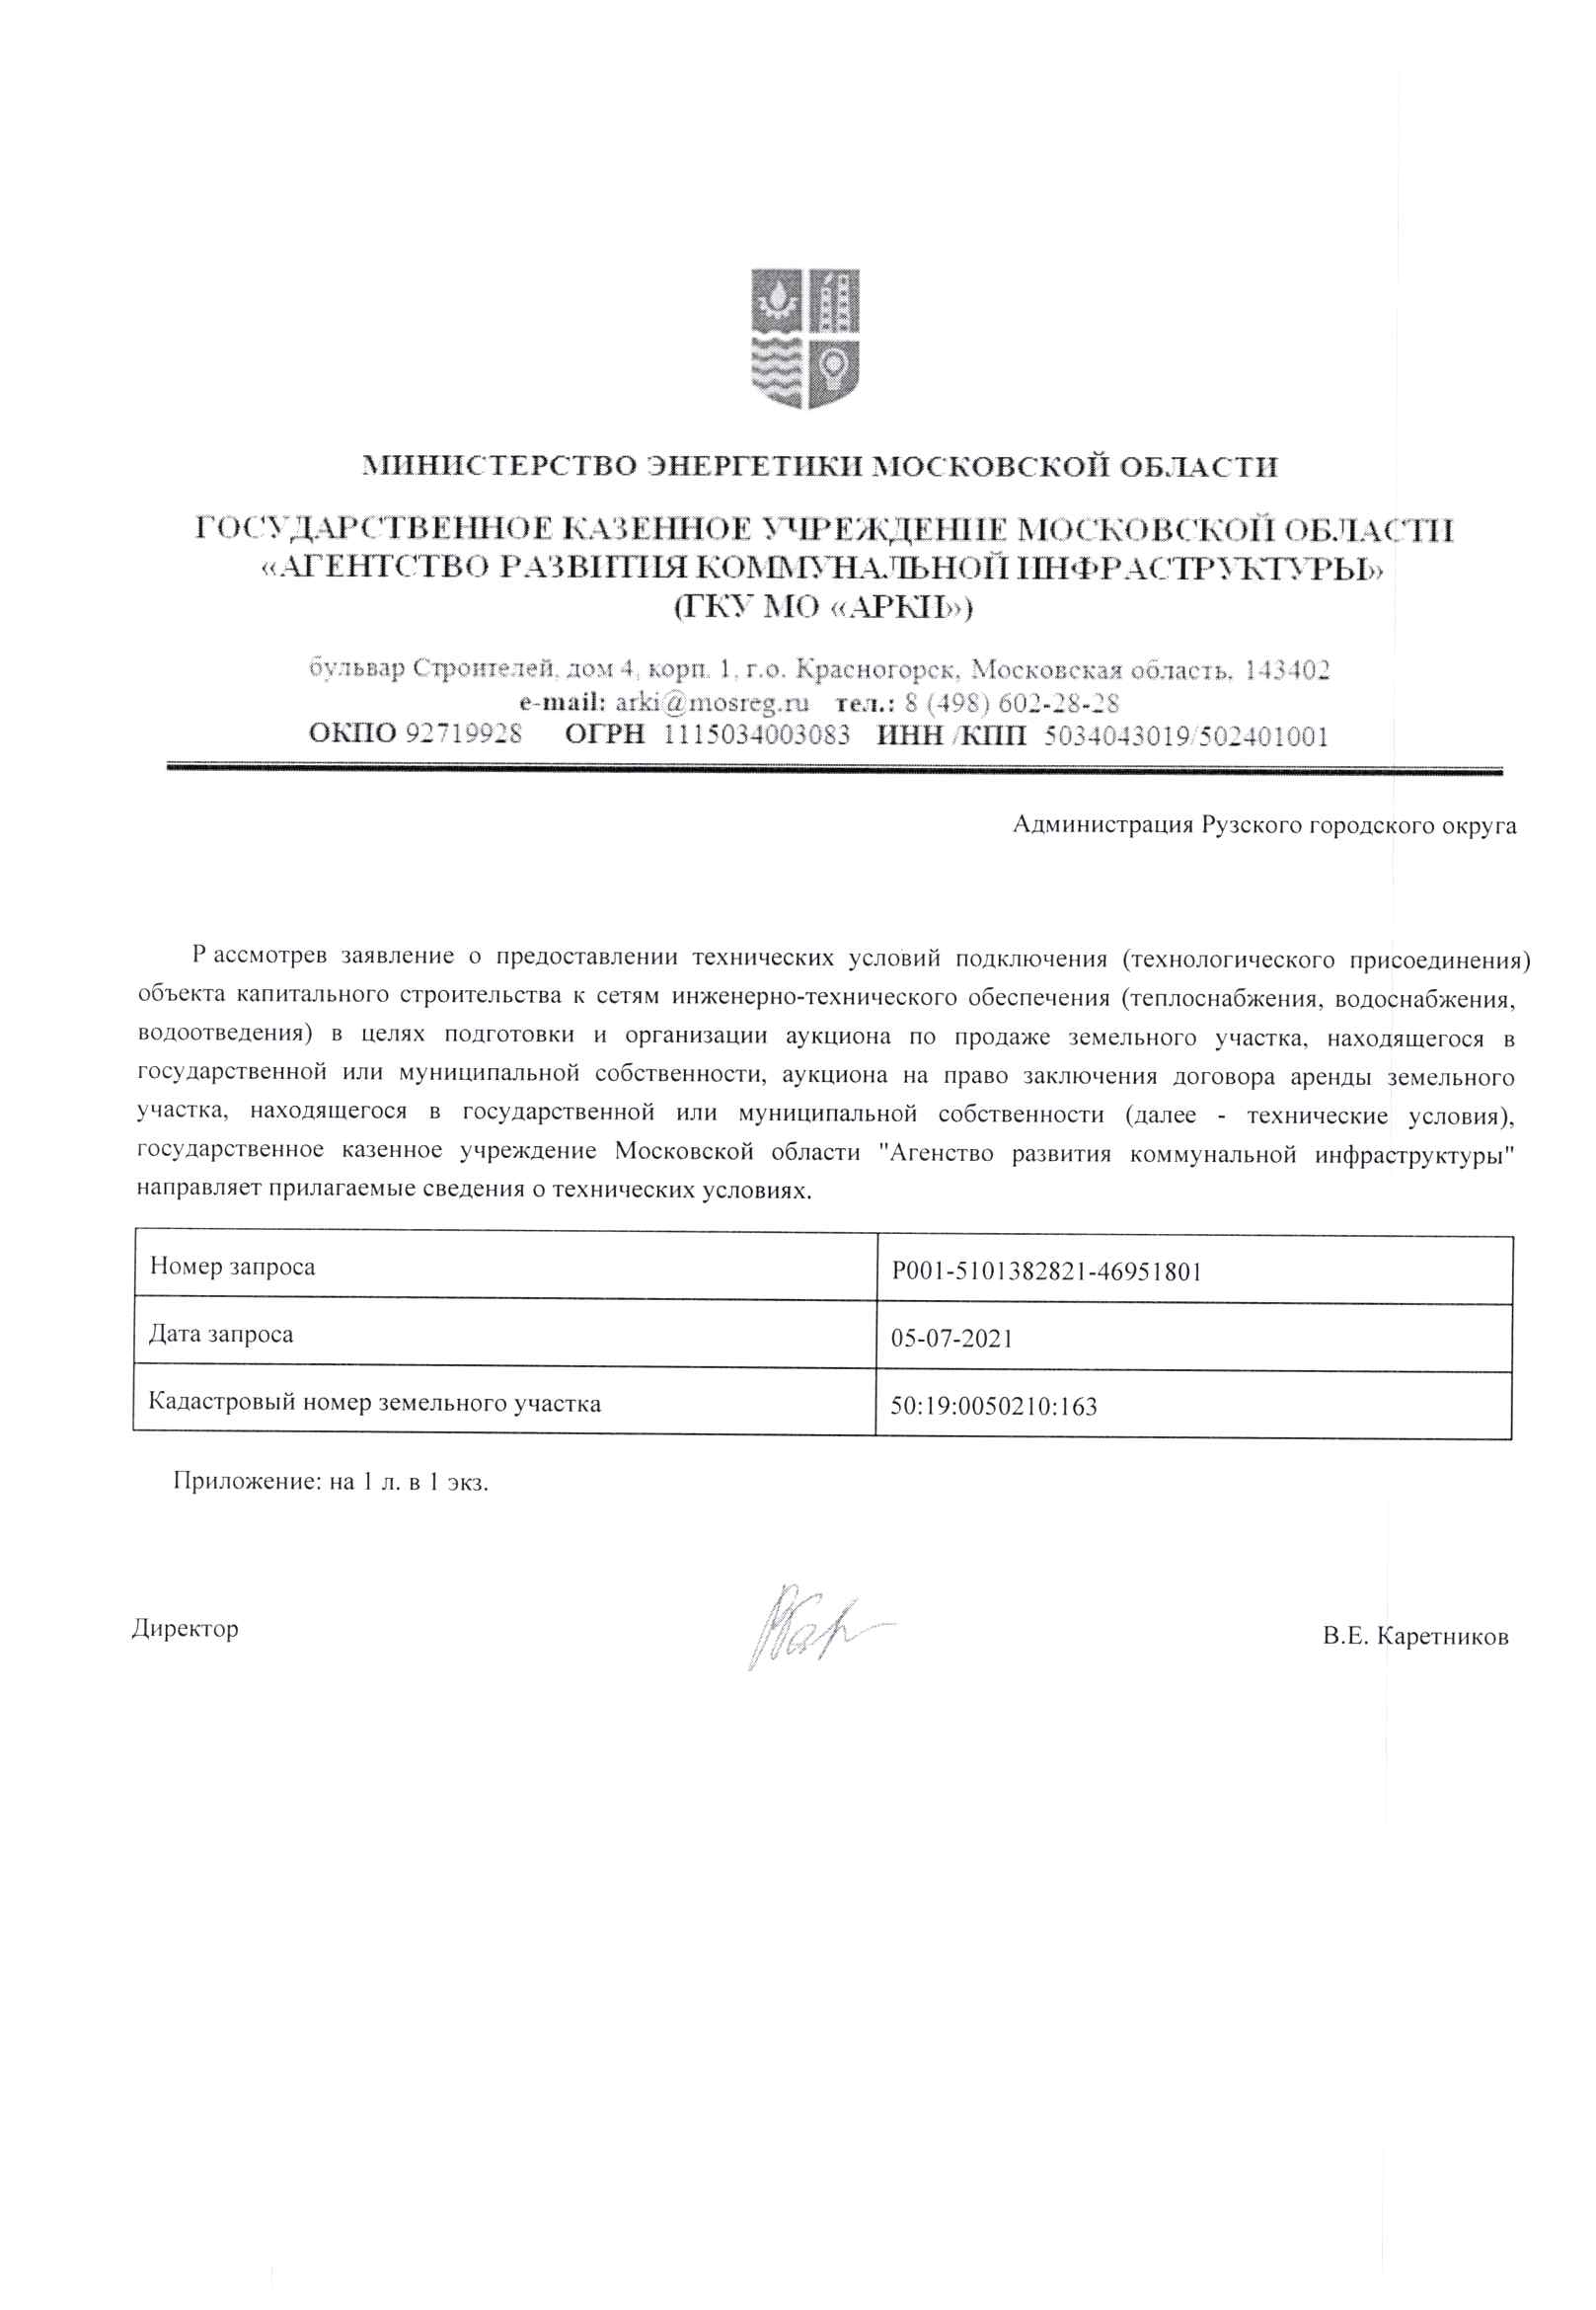 МИНИСТЕРСТВО ЭНЕРГЕТИКИ МОСКОВСКОЙ ОБЛАСТИ
ГОСУДАРСТВЕННОЕ КАЗЕННОЕ УЧРЕЖДЕНИЕ МОСКОВСКОЙ ОБЛАСТИ
«АГЕНТСТВО РАЗВИТИЯ КОММУНАЛЬНОЙ ИНФРАСТРУКТУРЫ»
(ГКУ МО «АРКИ»)
бульвар Строителей, дом 4, корп. 1, г.о. Красногорск, Московская область, 143402
e-mail: arki@mosreg.ru тел.: 8 (498) 602-28-28
ОКПО 92719928 ОГРН 1115034003083 ИНН /КПП 5034043019/502401001
Администрация Рузского городского округа
Р ассмотрев заявление о предоставлении технических условий подключения (технологического присоединения)
объекта капитального строительства к сетям инженерно-технического обеспечения (теплоснабжения, водоснабжения,
водоотведения) в целях подготовки и организации аукциона по продаже земельного участка, находящегося в
государственной или муниципальной собственности, аукциона на право заключения договора аренды земельного
участка, находящегося в государственной или муниципальной собственности (далее - технические условия),
государственное казенное учреждение Московской области "Агенство развития коммунальной инфраструктуры"
направляет прилагаемые сведения о технических условиях.
Номер запроса P001-5101382821-46951801
Дата запроса 05-07-2021
Кадастровый номер земельного участка 50:19:0050210:163
Приложение: на 1 л. в 1 экз.
Директор В.Е. Каретников